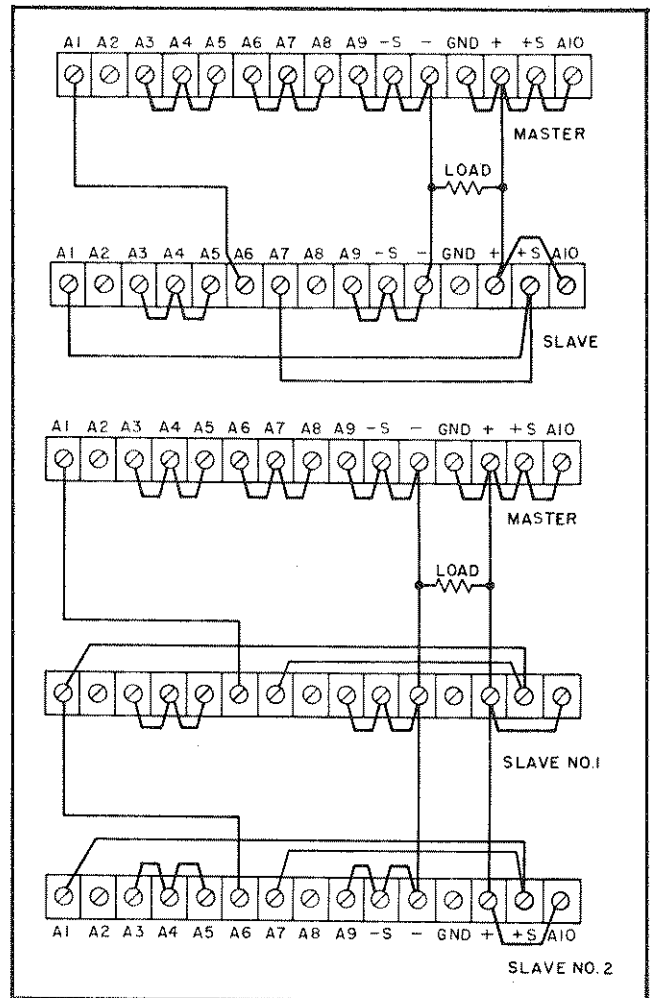 A1 A2 A3 A4 A5 A6 A7 A8 A9 -S - GND + +S A10
MASTER
LOAD
A1 A2 A3 A4 A5 A6 A7 A8 A9 -S - GND + +S A10
SLAVE
A1 A2 A3 A4 A5 A6 A7 A8 A9 -S - GND + +S A10
MASTER
LOAD
SLAVE NO.1
A1 A2 A3 A4 A5 A6 A7 A8 A9 -S - GND + +S A10
SLAVE NO. 2